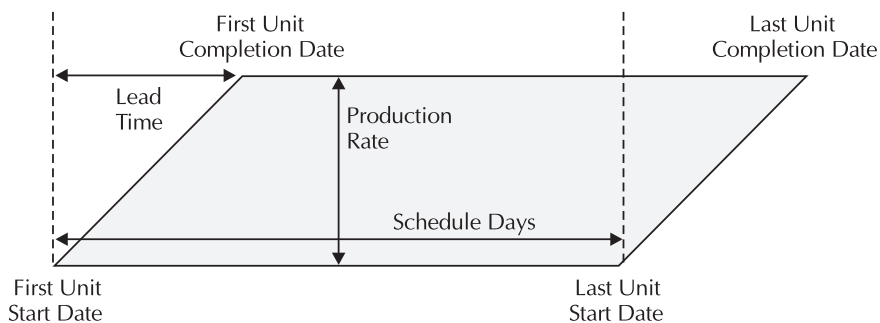 First Unit
Completion Date
Last Unit
Completion Date
Lead
Time
Production
Rate
Schedule Days
First Unit
Start Date
Last Unit
Start Date